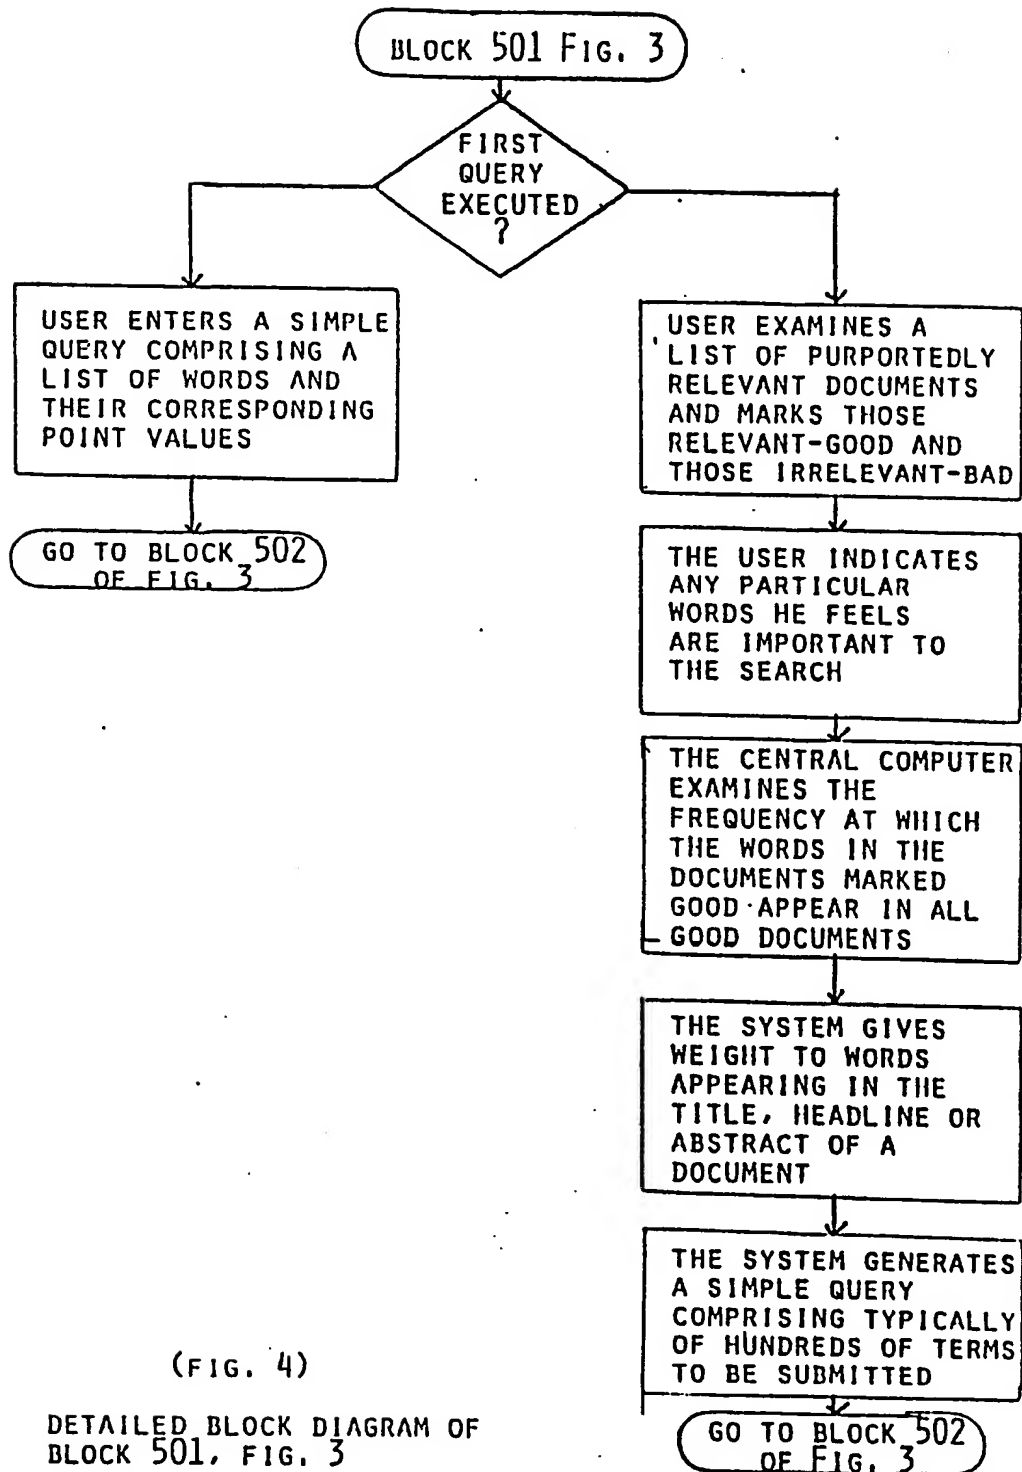 BLOCK 501 FIG. 3
FIRST
QUERY
EXECUTED
?
USER ENTERS A SIMPLE
QUERY COMPRISING A
LIST OF WORDS AND
THEIR CORRESPONDING
POINT VALUES
GO TO BLOCK 502
OF FIG. 3
USER EXAMINES A
LIST OF PURPORTEDLY
RELEVANT DOCUMENTS
AND MARKS THOSE
RELEVANT-GOOD AND
THOSE IRRELEVANT-BAD
THE USER INDICATES
ANY PARTICULAR
WORDS HE FEELS
ARE IMPORTANT TO
THE SEARCH
THE CENTRAL COMPUTER
EXAMINES THE
FREQUENCY AT WHICH
THE WORDS IN THE
DOCUMENTS MARKED
GOOD APPEAR IN ALL
GOOD DOCUMENTS
THE SYSTEM GIVES
WEIGHT TO WORDS
APPEARING IN THE
TITLE, HEADLINE OR
ABSTRACT OF A
DOCUMENT
THE SYSTEM GENERATES
A SIMPLE QUERY
COMPRISING TYPICALLY
OF HUNDREDS OF TERMS
TO BE SUBMITTED
GO TO BLOCK 502
OF FIG. 3
(FIG. 4)
DETAILED BLOCK DIAGRAM OF
BLOCK 501, FIG. 3